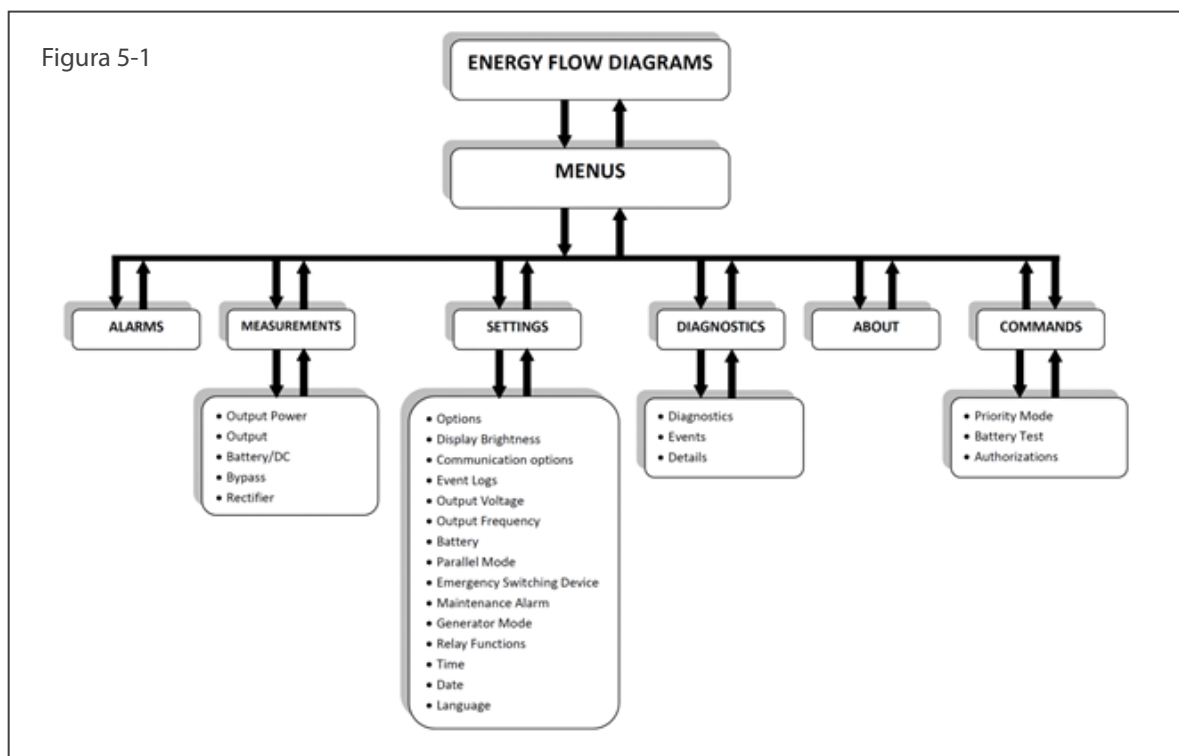 Figura 5-1
ENERGY FLOW DIAGRAMS
MENUS
ALARMS
MEASUREMENTS
SETTINGS
DIAGNOSTICS
ABOUT
COMMANDS
• Output Power
• Output
• Battery/DC
• Bypass
• Rectifier
• Options
• Display Brightness
• Communication options
• Event Logs
• Output Voltage
• Output Frequency
• Battery
• Parallel Mode
• Emergency Switching Device
• Maintenance Alarm
• Generator Mode
• Relay Functions
• Time
• Date
• Language
• Diagnostics
• Events
• Details
• Priority Mode
• Battery Test
• Authorizations